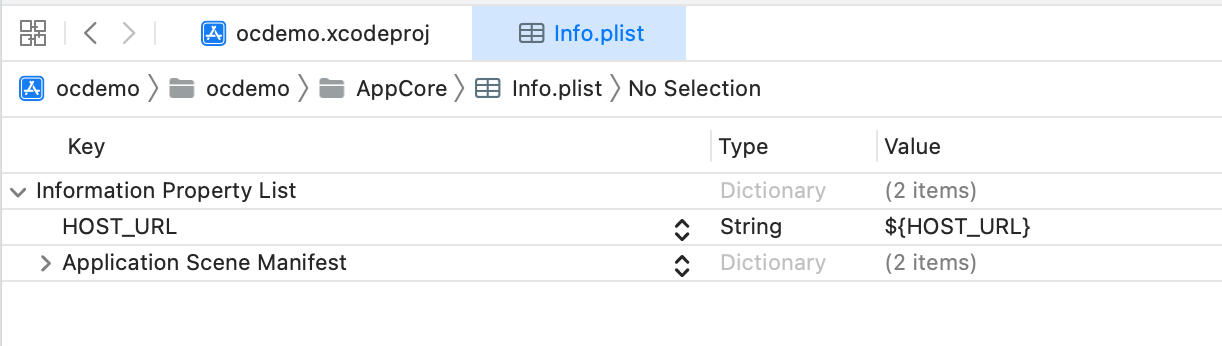 ocdemo.xcodeproj Info.plist
ocdemo ocdemo AppCore Info.plist No Selection
Key Type Value
Information Property List Dictionary (2 items)
HOST_URL String ${HOST_URL}
Application Scene Manifest Dictionary (2 items)